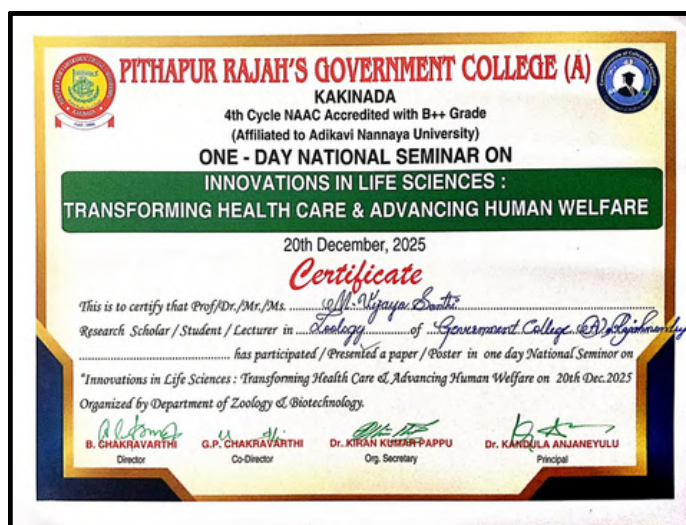 PITHAPUR RAJAH'S GOVERNMENT COLLEGE (A)
KAKINADA
4th Cycle NAAC Accredited with B++ Grade
(Affiliated to Adikavi Nannaya University)
ONE - DAY NATIONAL SEMINAR ON
INNOVATIONS IN LIFE SCIENCES :
TRANSFORMING HEALTH CARE & ADVANCING HUMAN WELFARE
20th December, 2025
Certificate
This is to certify that Prof/Dr./Mr./Ms. M. Vijaya Santhi
Research Scholar / Student / Lecturer in Zoology of Government College (A), Rajahmundry
has participated / Presented a paper / Poster in one day National Seminar on
"Innovations in Life Sciences : Transforming Health Care & Advancing Human Welfare on 20th Dec.2025
Organized by Department of Zoology & Biotechnology.
B. CHAKRAVARTHI G.P. CHAKRAVARTHI Dr. KIRAN KUMAR PAPPU Dr. KANDULA ANJANEYULU
Director Co-Director Org. Secretary Principal